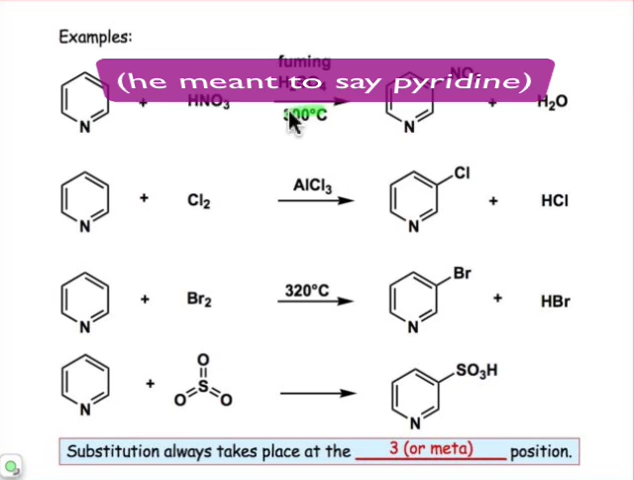 Examples:
fuming
(he meant to say pyridine)
N + HNO₃ 300°C N + H₂O
AlCl₃ Cl
N + Cl₂ N + HCl
320°C Br
N + Br₂ N + HBr
O
N + O S O N SO₃H
Substitution always takes place at the 3 (or meta) position.